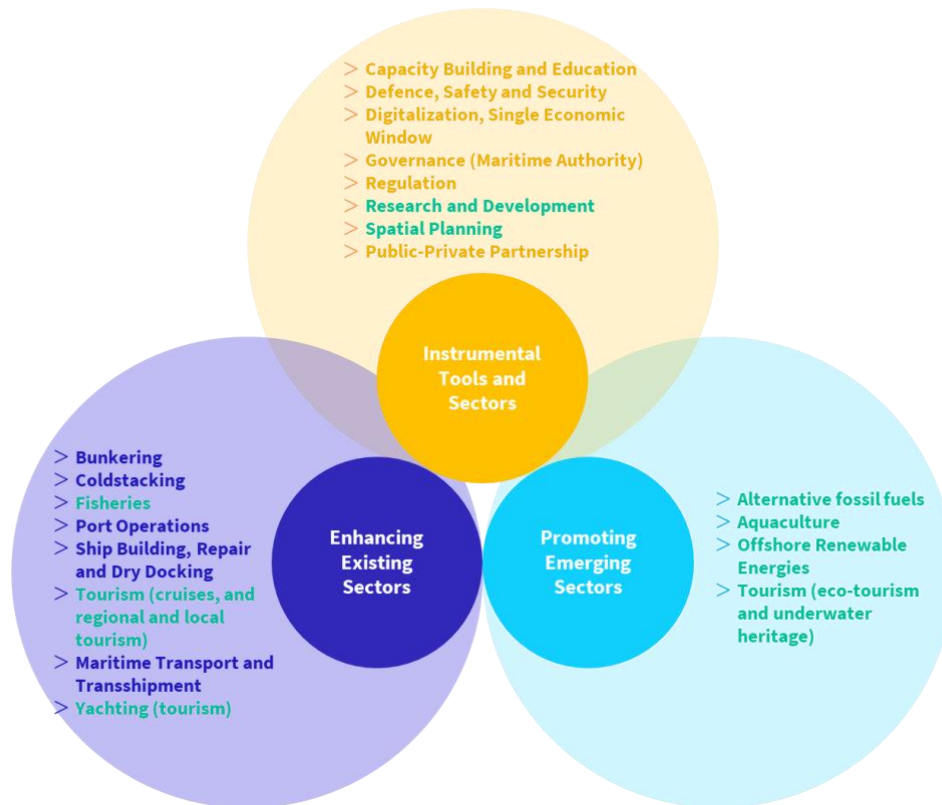 > Capacity Building and Education
> Defence, Safety and Security
> Digitalization, Single Economic
Window
> Governance (Maritime Authority)
> Regulation
> Research and Development
> Spatial Planning
> Public-Private Partnership
Instrumental
Tools and
Sectors
> Bunkering
> Coldstacking
> Fisheries
> Port Operations
> Ship Building, Repair
and Dry Docking
> Tourism (cruises, and
regional and local
tourism)
> Maritime Transport and
Transshipment
> Yachting (tourism)
Enhancing
Existing
Sectors
Promoting
Emerging
Sectors
> Alternative fossil fuels
> Aquaculture
> Offshore Renewable
Energies
> Tourism (eco-tourism
and underwater
heritage)